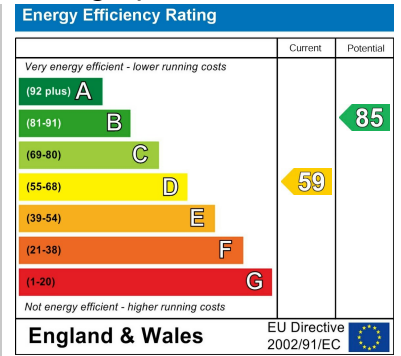 Energy Efficiency Rating
Current Potential
Very energy efficient - lower running costs
(92 plus) A
(81-91) B 85
(69-80) C
(55-68) D 59
(39-54) E
(21-38) F
(1-20) G
Not energy efficient - higher running costs
England & Wales
EU Directive
2002/91/EC